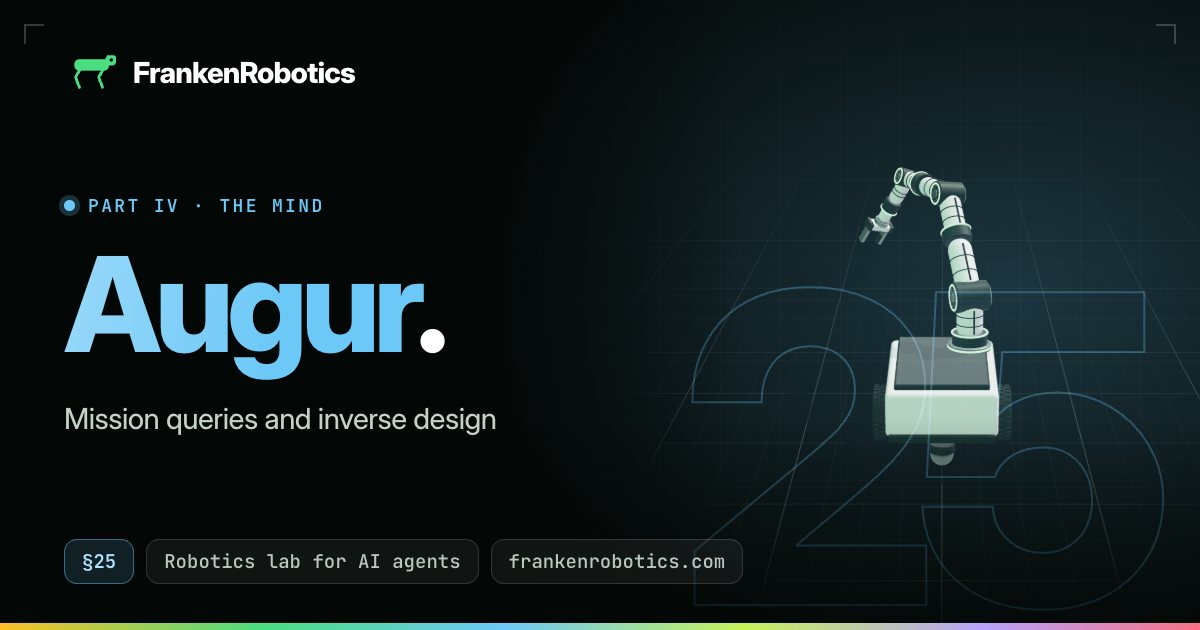 FrankenRobotics
PART IV · THE MIND
Augur.
Mission queries and inverse design
25
§25
Robotics lab for AI agents
frankenrobotics.com